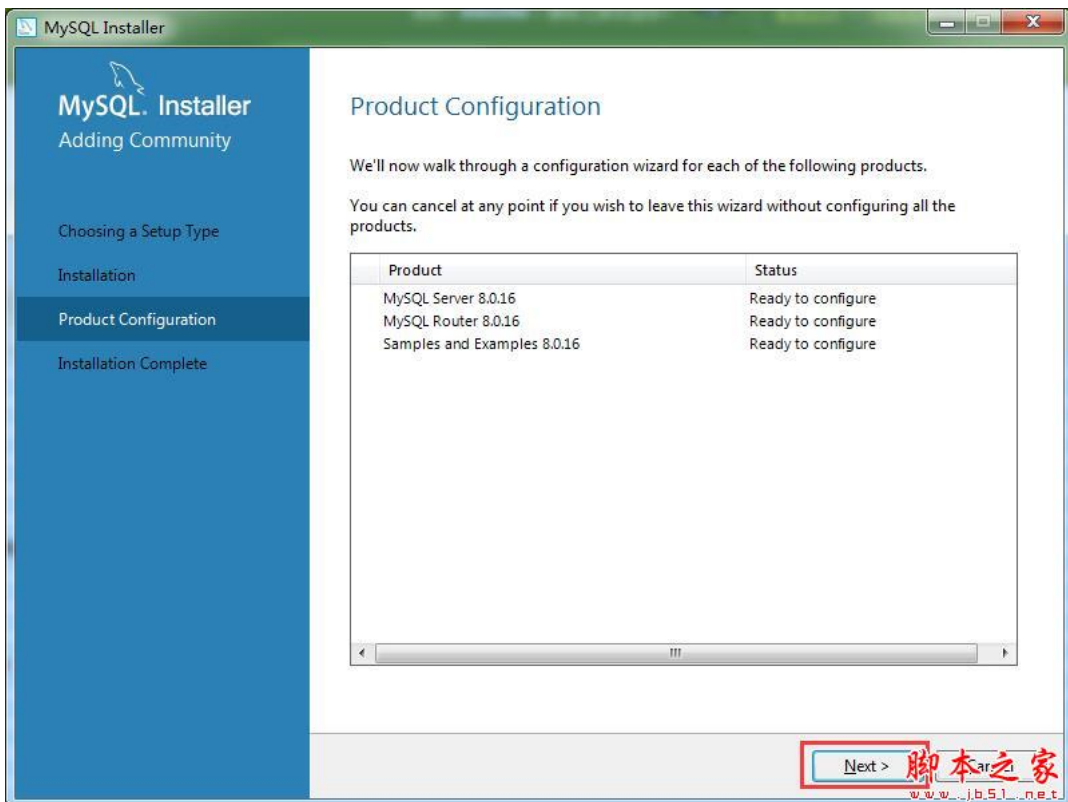 MySQL Installer
MySQL. Installer
Adding Community
Choosing a Setup Type
Installation
Product Configuration
Installation Complete
Product Configuration
We'll now walk through a configuration wizard for each of the following products.
You can cancel at any point if you wish to leave this wizard without configuring all the
products.
Product Status
MySQL Server 8.0.16 Ready to configure
MySQL Router 8.0.16 Ready to configure
Samples and Examples 8.0.16 Ready to configure
Next >
脚本之家
www.jb51.net